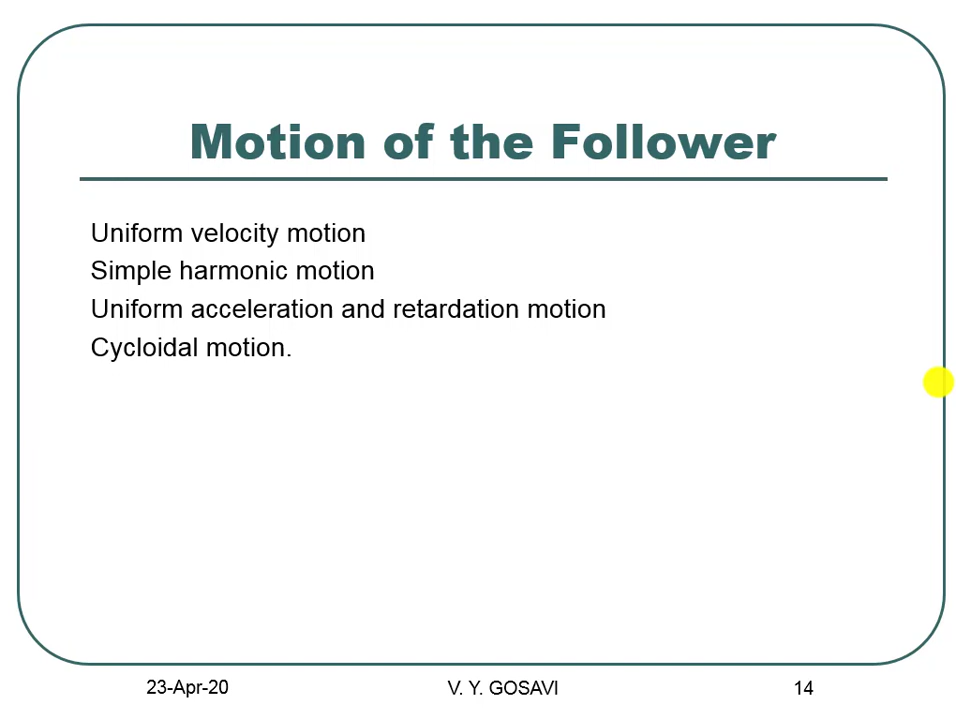 Motion of the Follower
Uniform velocity motion
Simple harmonic motion
Uniform acceleration and retardation motion
Cycloidal motion.
23-Apr-20
V. Y. GOSAVI
14